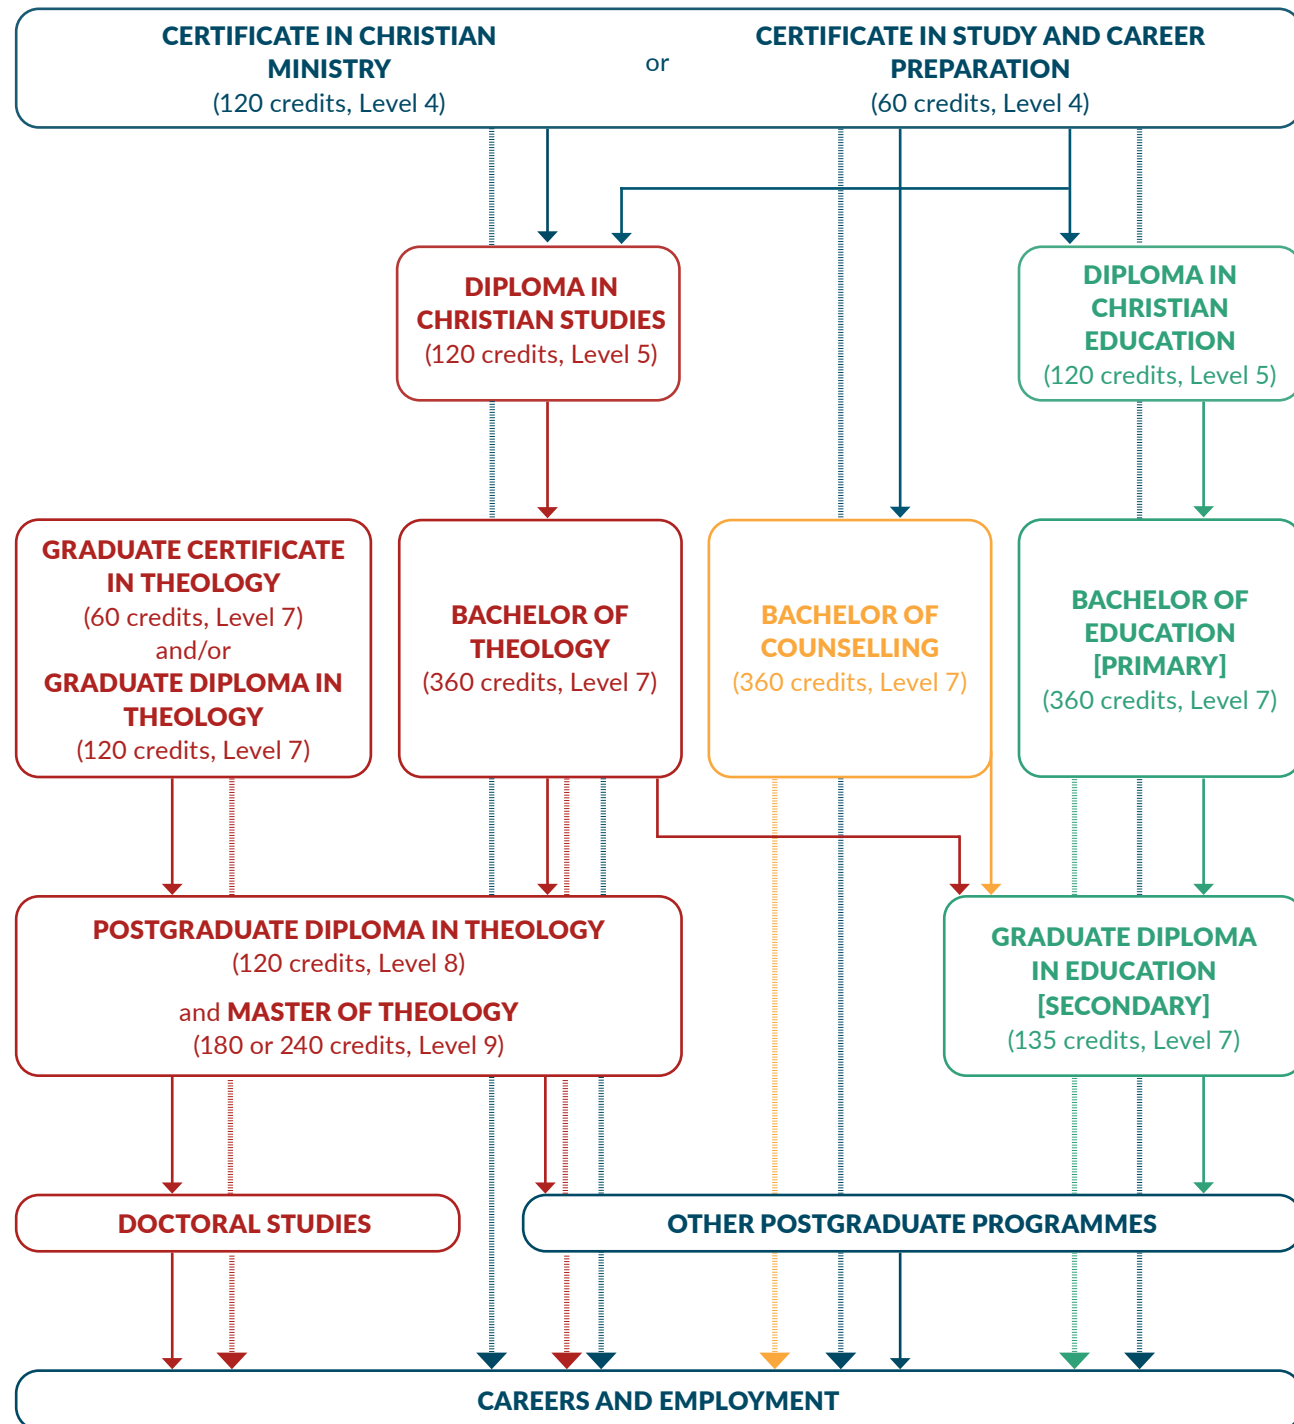 CERTIFICATE IN CHRISTIAN
MINISTRY
(120 credits, Level 4)
or
CERTIFICATE IN STUDY AND CAREER
PREPARATION
(60 credits, Level 4)
DIPLOMA IN
CHRISTIAN STUDIES
(120 credits, Level 5)
DIPLOMA IN
CHRISTIAN
EDUCATION
(120 credits, Level 5)
GRADUATE CERTIFICATE
IN THEOLOGY
(60 credits, Level 7)
and/or
GRADUATE DIPLOMA IN
THEOLOGY
(120 credits, Level 7)
BACHELOR OF
THEOLOGY
(360 credits, Level 7)
BACHELOR OF
COUNSELLING
(360 credits, Level 7)
BACHELOR OF
EDUCATION
[PRIMARY]
(360 credits, Level 7)
POSTGRADUATE DIPLOMA IN THEOLOGY
(120 credits, Level 8)
and MASTER OF THEOLOGY
(180 or 240 credits, Level 9)
GRADUATE DIPLOMA
IN EDUCATION
[SECONDARY]
(135 credits, Level 7)
DOCTORAL STUDIES
OTHER POSTGRADUATE PROGRAMMES
CAREERS AND EMPLOYMENT